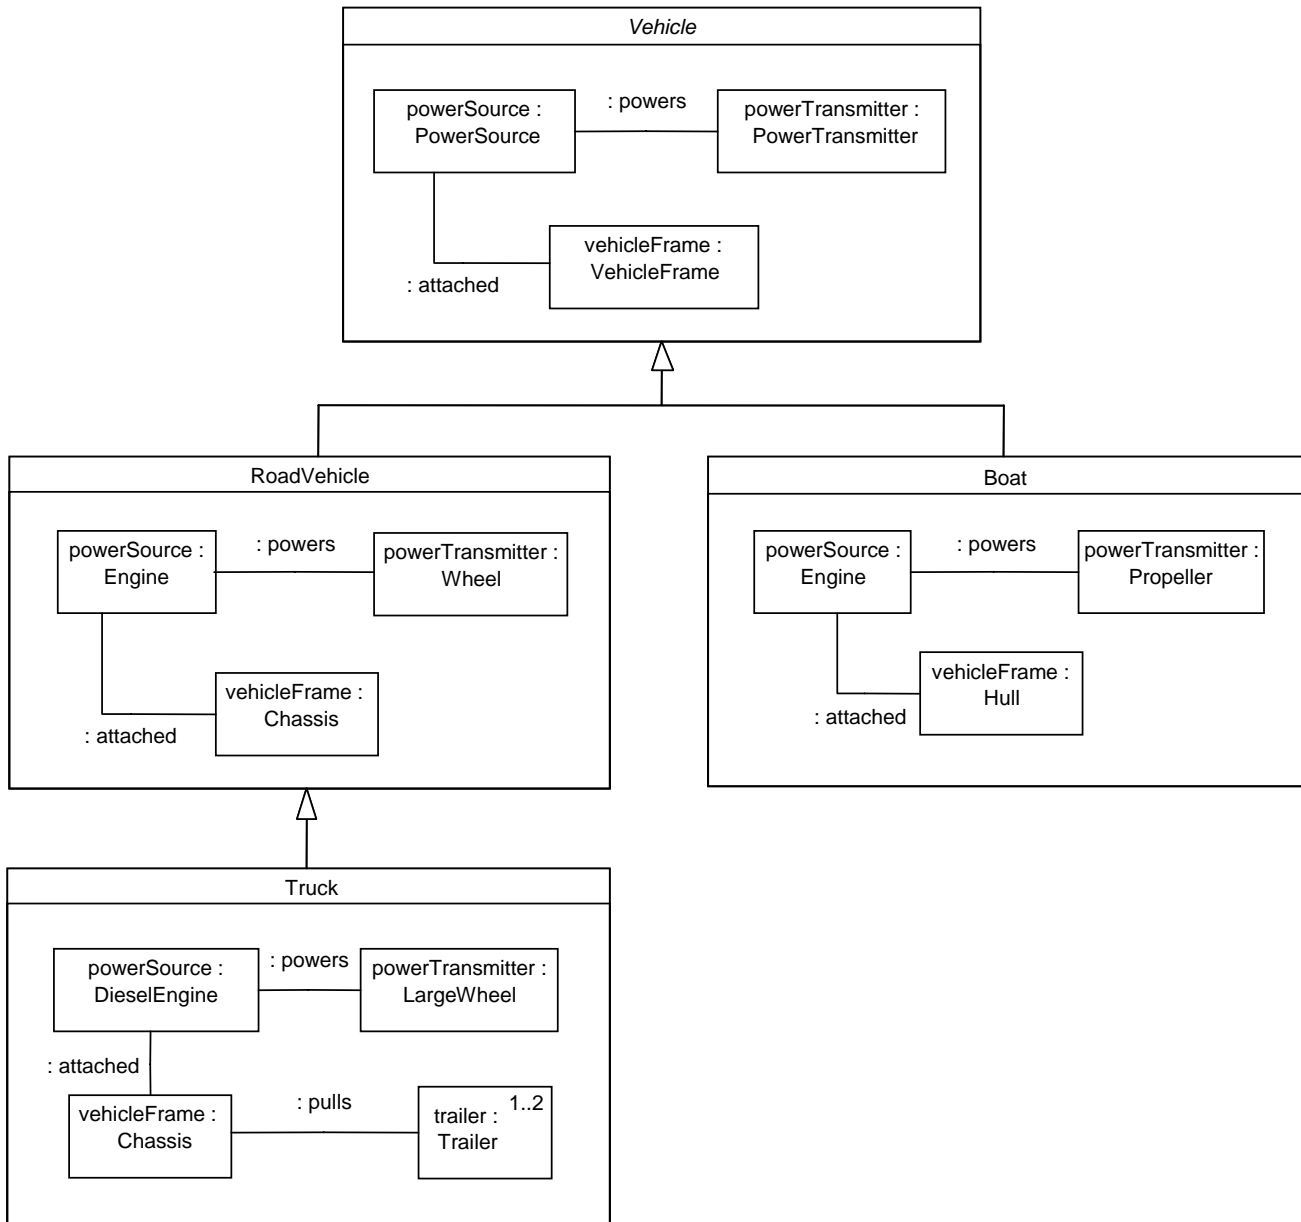 Vehicle
powerSource :
PowerSource
: powers
powerTransmitter :
PowerTransmitter
vehicleFrame :
VehicleFrame
: attached
RoadVehicle
powerSource :
Engine
: powers
powerTransmitter :
Wheel
vehicleFrame :
Chassis
: attached
Boat
powerSource :
Engine
: powers
powerTransmitter :
Propeller
vehicleFrame :
Hull
: attached
Truck
powerSource :
DieselEngine
: powers
powerTransmitter :
LargeWheel
: attached
vehicleFrame :
Chassis
: pulls
1..2
trailer :
Trailer